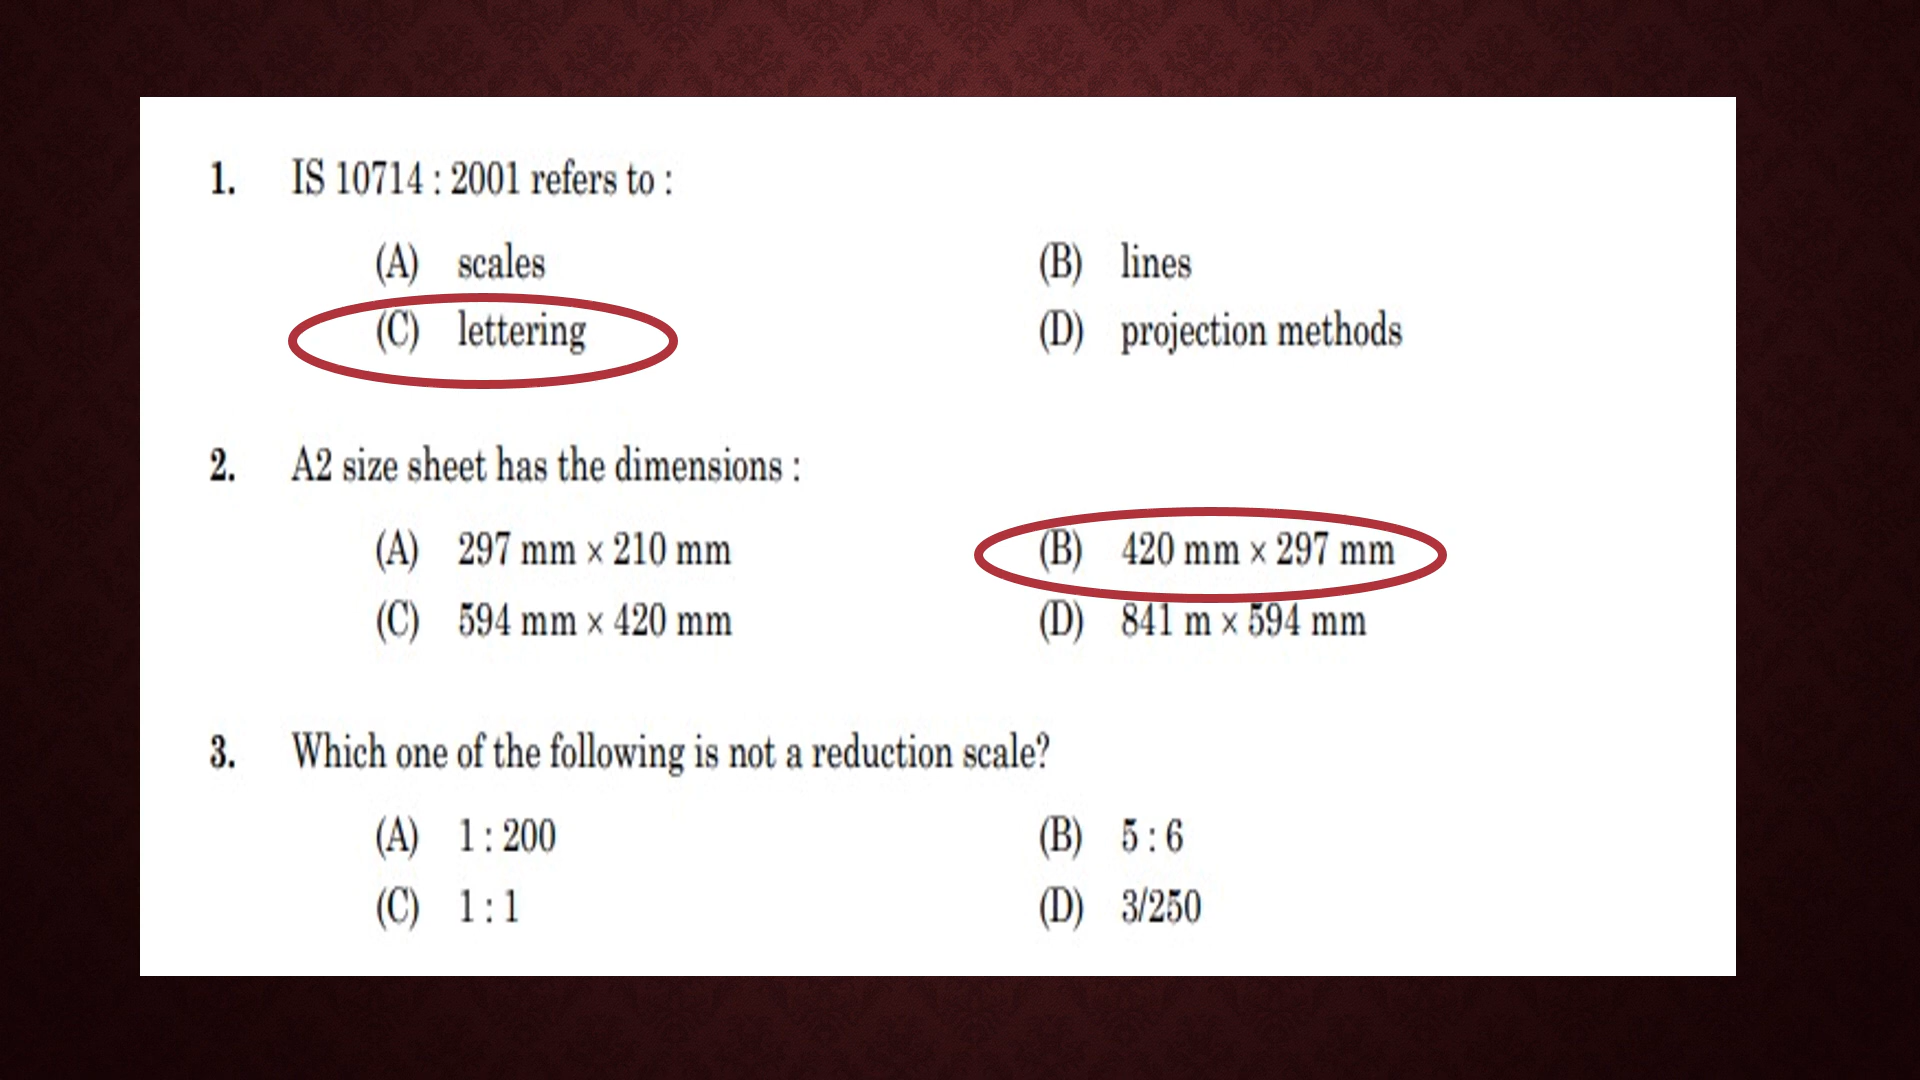 1. IS 10714 : 2001 refers to :
(A) scales (B) lines
(C) lettering (D) projection methods
2. A2 size sheet has the dimensions :
(A) 297 mm × 210 mm (B) 420 mm × 297 mm
(C) 594 mm × 420 mm (D) 841 m × 594 mm
3. Which one of the following is not a reduction scale?
(A) 1 : 200 (B) 5 : 6
(C) 1 : 1 (D) 3/250